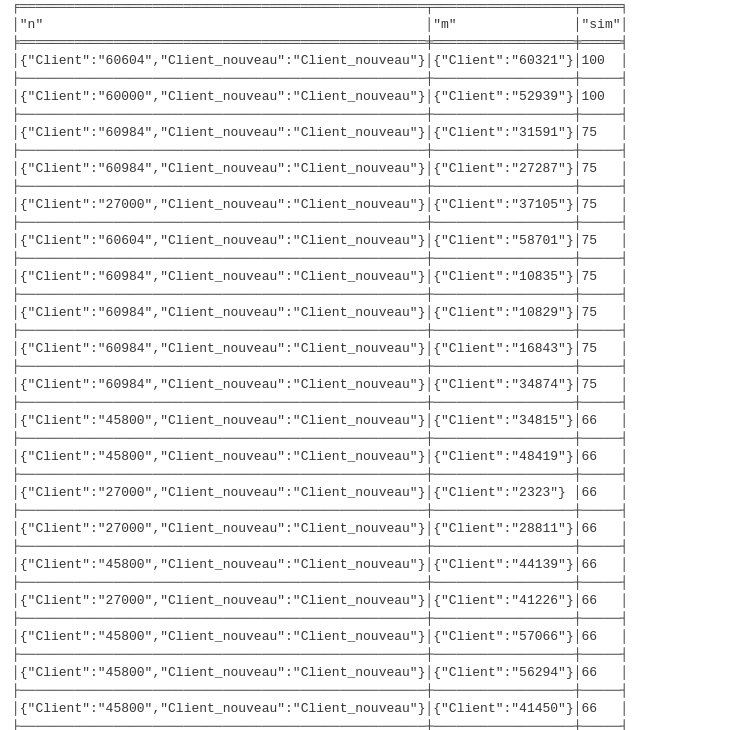 "n" "m" "sim"
{"Client":"60604","Client_nouveau":"Client_nouveau"} {"Client":"60321"} 100
{"Client":"60000","Client_nouveau":"Client_nouveau"} {"Client":"52939"} 100
{"Client":"60984","Client_nouveau":"Client_nouveau"} {"Client":"31591"} 75
{"Client":"60984","Client_nouveau":"Client_nouveau"} {"Client":"27287"} 75
{"Client":"27000","Client_nouveau":"Client_nouveau"} {"Client":"37105"} 75
{"Client":"60604","Client_nouveau":"Client_nouveau"} {"Client":"58701"} 75
{"Client":"60984","Client_nouveau":"Client_nouveau"} {"Client":"10835"} 75
{"Client":"60984","Client_nouveau":"Client_nouveau"} {"Client":"10829"} 75
{"Client":"60984","Client_nouveau":"Client_nouveau"} {"Client":"16843"} 75
{"Client":"60984","Client_nouveau":"Client_nouveau"} {"Client":"34874"} 75
{"Client":"45800","Client_nouveau":"Client_nouveau"} {"Client":"34815"} 66
{"Client":"45800","Client_nouveau":"Client_nouveau"} {"Client":"48419"} 66
{"Client":"27000","Client_nouveau":"Client_nouveau"} {"Client":"2323"} 66
{"Client":"27000","Client_nouveau":"Client_nouveau"} {"Client":"28811"} 66
{"Client":"45800","Client_nouveau":"Client_nouveau"} {"Client":"44139"} 66
{"Client":"27000","Client_nouveau":"Client_nouveau"} {"Client":"41226"} 66
{"Client":"45800","Client_nouveau":"Client_nouveau"} {"Client":"57066"} 66
{"Client":"45800","Client_nouveau":"Client_nouveau"} {"Client":"56294"} 66
{"Client":"45800","Client_nouveau":"Client_nouveau"} {"Client":"41450"} 66